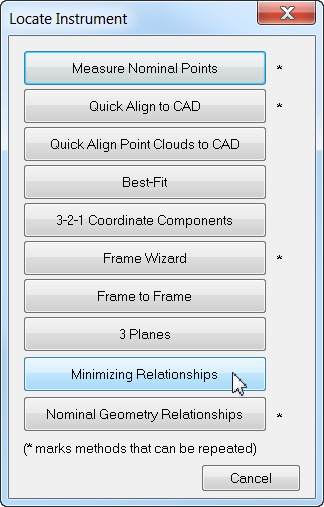 Locate Instrument
Measure Nominal Points *
Quick Align to CAD *
Quick Align Point Clouds to CAD
Best-Fit
3-2-1 Coordinate Components
Frame Wizard *
Frame to Frame
3 Planes
Minimizing Relationships
Nominal Geometry Relationships *
(* marks methods that can be repeated)
Cancel